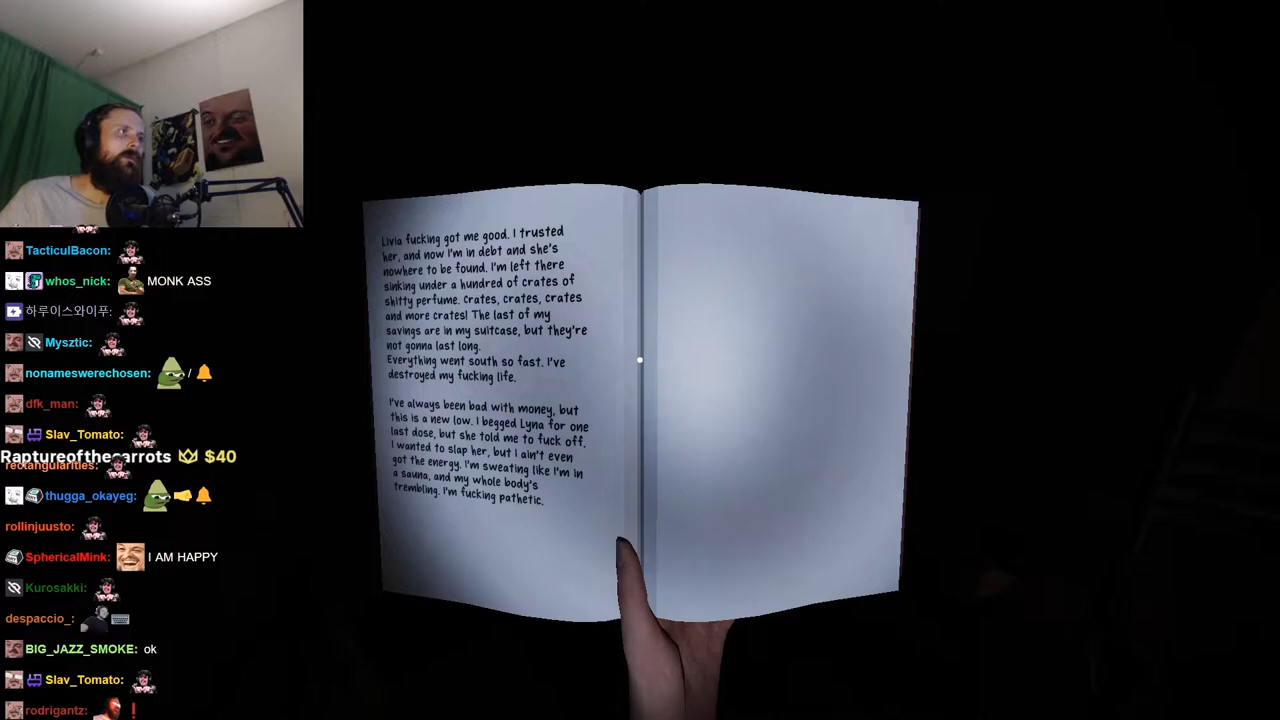 TacticulBacon:
whos_nick: MONK ASS
하루이스와이푸:
Mysztic:
nonameswerechosen: /
dfk_man:
Slav_Tomato:
Raptureofthecarrots $40
rectangularities:
thugga_okayeg:
rollinjuusto:
SphericalMink: I AM HAPPY
Kurosakki:
despaccio_:
BIG_JAZZ_SMOKE: ok
Slav_Tomato:
rodrigantz:
Livia fucking got me good. I trusted
her, and now I'm in debt and she's
nowhere to be found. I'm left there
sinking under a hundred of crates of
shitty perfume. Crates, crates, crates
and more crates! The last of my
savings are in my suitcase, but they're
not gonna last long.
Everything went south so fast. I've
destroyed my fucking life.
I've always been bad with money, but
this is a new low. I begged Lyna for one
last dose, but she told me to fuck off.
I wanted to slap her, but I ain't even
got the energy. I'm sweating like I'm in
a sauna, and my whole body's
trembling. I'm fucking pathetic.